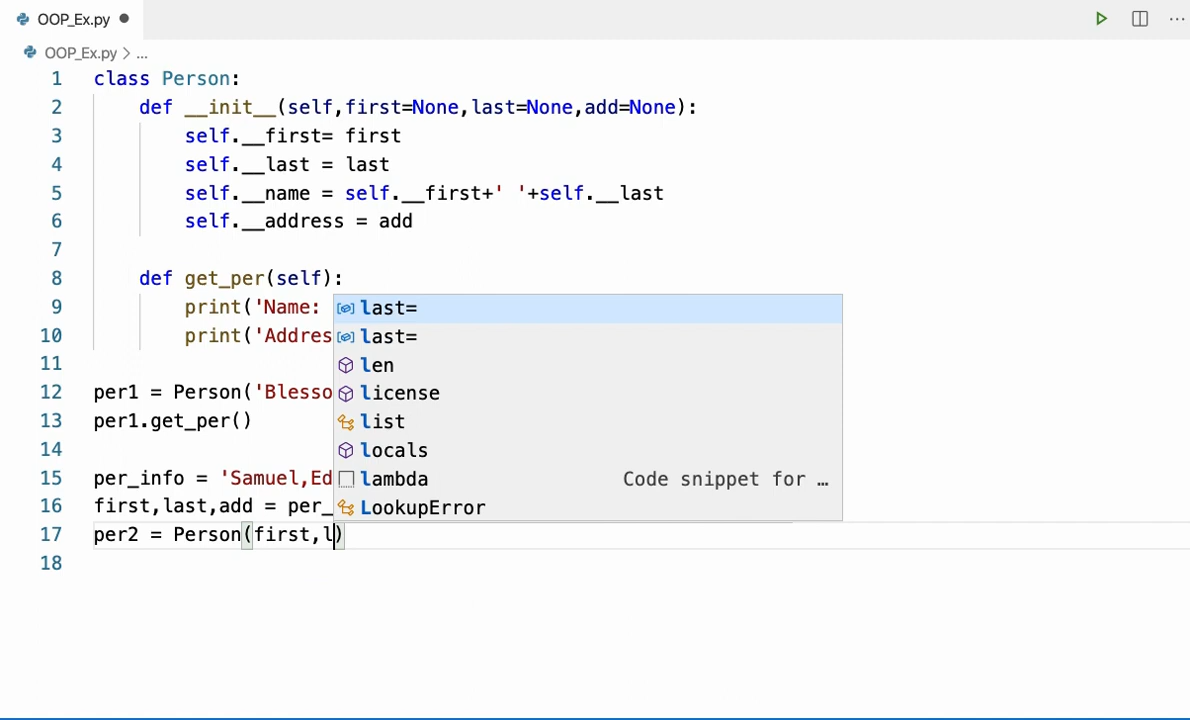 OOP_Ex.py
OOP_Ex.py > ...
1 class Person:
2 def __init__(self,first=None,last=None,add=None):
3 self.__first= first
4 self.__last = last
5 self.__name = self.__first+' '+self.__last
6 self.__address = add
7
8 def get_per(self):
9 print('Name:
10 print('Addres
11
12 per1 = Person('Blesso
13 per1.get_per()
14
15 per_info = 'Samuel,Ed
16 first,last,add = per_
17 per2 = Person(first,l)
18
last=
last=
len
license
list
locals
lambda Code snippet for …
LookupError